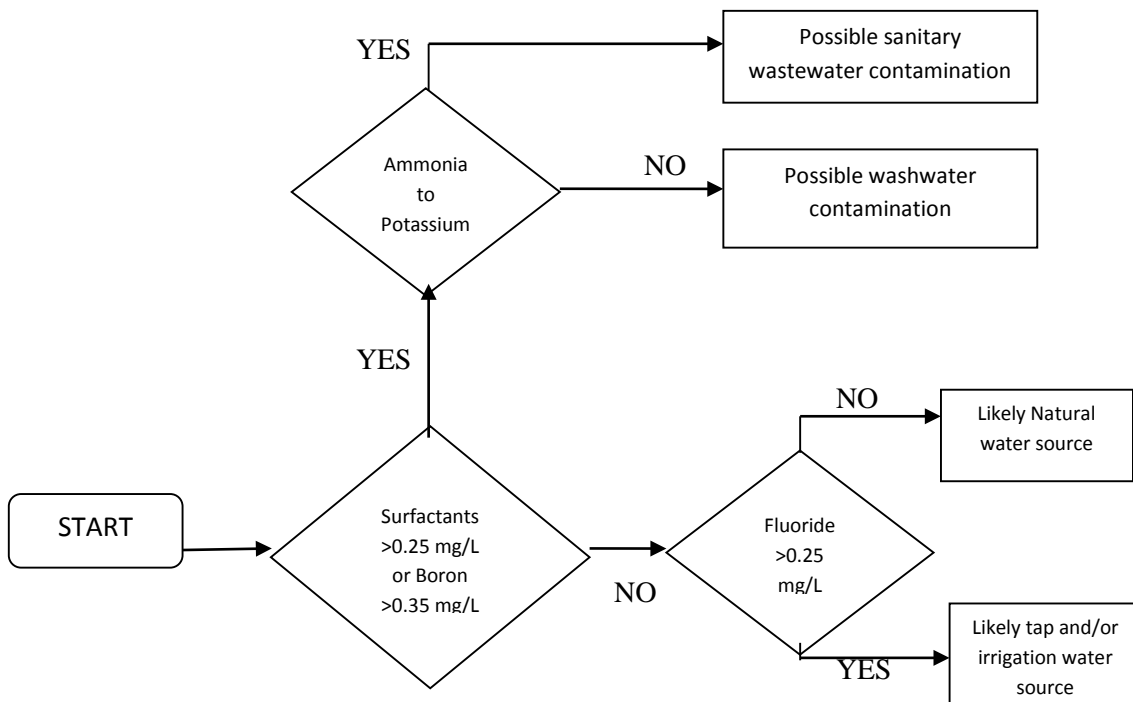 YES
Possible sanitary
wastewater contamination
Ammonia
to
Potassium
NO
Possible washwater
contamination
YES
NO
Likely Natural
water source
START
Surfactants
>0.25 mg/L
or Boron
>0.35 mg/L
NO
Fluoride
>0.25
mg/L
YES
Likely tap and/or
irrigation water
source